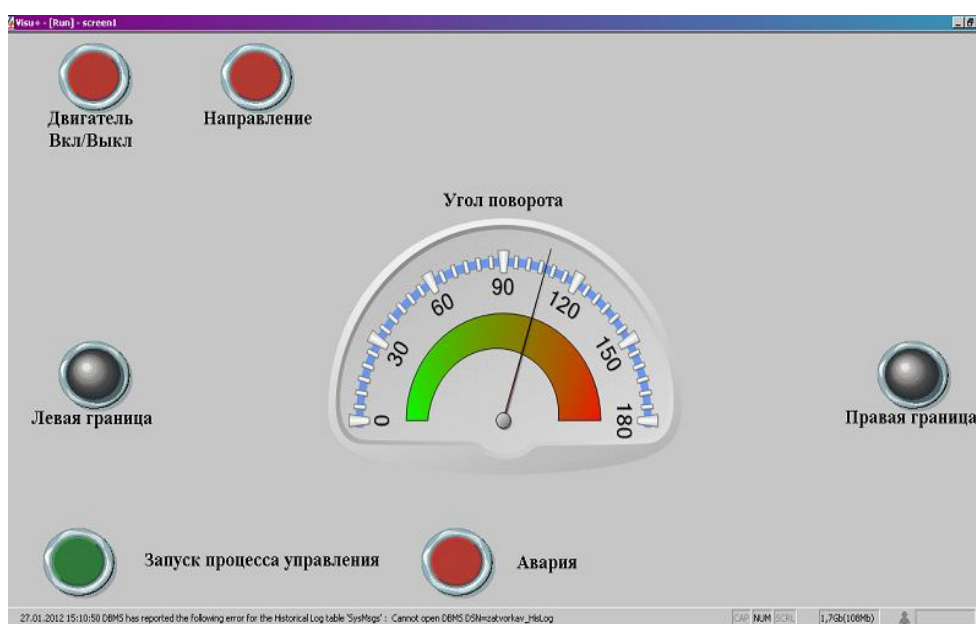 Visu+ - [Run] - screen1
Двигатель
Вкл/Выкл
Направление
Угол поворота
0
30
60
90
120
150
180
Левая граница
Правая граница
Запуск процесса управления
Авария
27.01.2012 15:10:50 DBMS has reported the following error for the Historical Log table 'SysMsgs' : Cannot open DBMS DSN=zatvorkav_HisLog
CAP NUM SCRL 1,7Gb(108Mb)